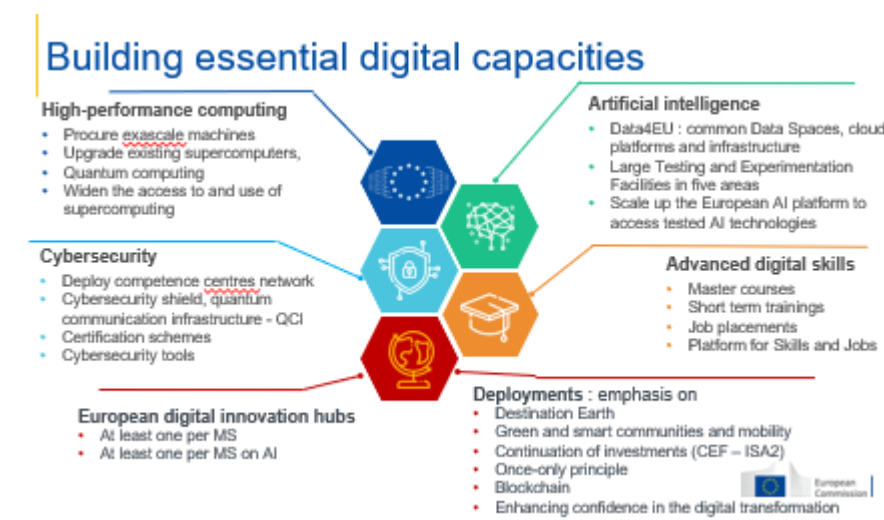 Building essential digital capacities
High-performance computing
• Procure exascale machines
• Upgrade existing supercomputers,
• Quantum computing
• Widen the access to and use of
supercomputing
Artificial intelligence
• Data4EU : common Data Spaces, cloud
platforms and infrastructure
• Large Testing and Experimentation
Facilities in five areas
• Scale up the European AI platform to
access tested AI technologies
Cybersecurity
• Deploy competence centres network
• Cybersecurity shield, quantum
communication infrastructure - QCI
• Certification schemes
• Cybersecurity tools
Advanced digital skills
• Master courses
• Short term trainings
• Job placements
• Platform for Skills and Jobs
European digital innovation hubs
• At least one per MS
• At least one per MS on AI
Deployments : emphasis on
• Destination Earth
• Green and smart communities and mobility
• Continuation of investments (CEF – ISA2)
• Once-only principle
• Blockchain
• Enhancing confidence in the digital transformation
European
Commission